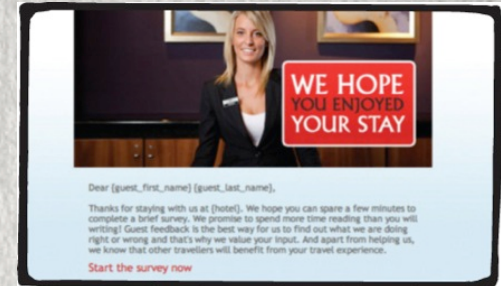 WE HOPE
YOU ENJOYED
YOUR STAY
Dear {guest_first_name} {guest_last_name},
Thanks for staying with us at {hotel}. We hope you can spare a few minutes to
complete a brief survey. We promise to spend more time reading than you will
writing! Guest feedback is the best way for us to find out what we are doing
right or wrong and that's why we value your input. And apart from helping us,
we know that other travellers will benefit from your travel experience.
Start the survey now